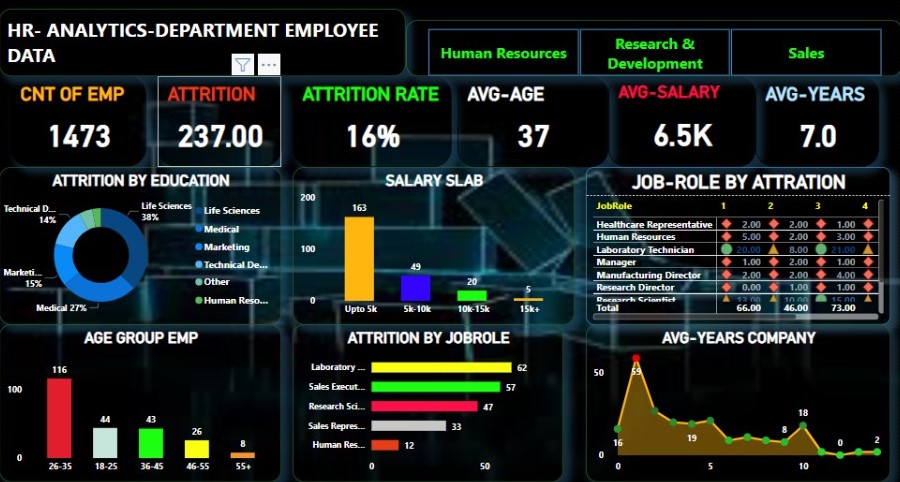 HR- ANALYTICS-DEPARTMENT EMPLOYEE
DATA
Human Resources
Research &
Development
Sales
CNT OF EMP
1473
ATTRITION
237.00
ATTRITION RATE
16%
AVG-AGE
37
AVG-SALARY
6.5K
AVG-YEARS
7.0
ATTRITION BY EDUCATION
Technical D...
14%
Life Sciences
38%
Marketi...
15%
Medical 27%
Life Sciences
Medical
Marketing
Technical De...
Other
Human Reso...
SALARY SLAB
200
100
0
163
49
20
5
Upto 5k
5k-10k
10k-15k
15k+
JOB-ROLE BY ATTRATION
JobRole 1 2 3 4
Healthcare Representative 2.00 2.00 1.00
Human Resources 5.00 2.00 3.00
Laboratory Technician 20.00 8.00 21.00
Manager 1.00 2.00 1.00
Manufacturing Director 2.00 2.00 4.00
Research Director 0.00 1.00 1.00
Research Scientist 13.00 10.00 15.00
Total 66.00 46.00 73.00
AGE GROUP EMP
100
0
116
44
43
26
8
26-35
18-25
36-45
46-55
55+
ATTRITION BY JOBROLE
Laboratory ... 62
Sales Execut... 57
Research Sci... 47
Sales Repres... 33
Human Res... 12
0
50
AVG-YEARS COMPANY
50
0
16
59
19
8
18
0
2
0
5
10